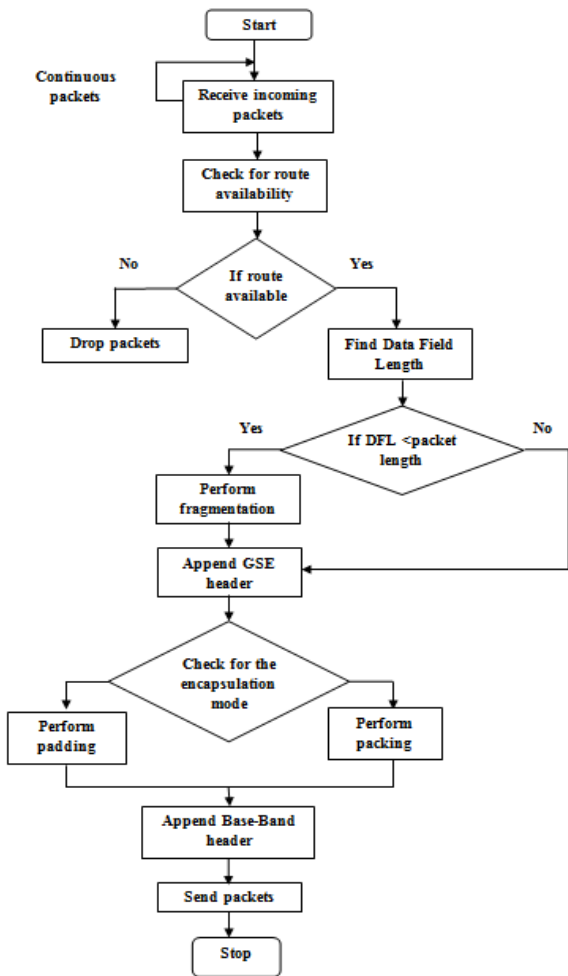 Start
Continuous
packets
Receive incoming
packets
Check for route
availability
No
Yes
If route
available
Drop packets
Find Data Field
Length
Yes
No
If DFL <packet
length
Perform
fragmentation
Append GSE
header
Check for the
encapsulation
mode
Perform
padding
Perform
packing
Append Base-Band
header
Send packets
Stop